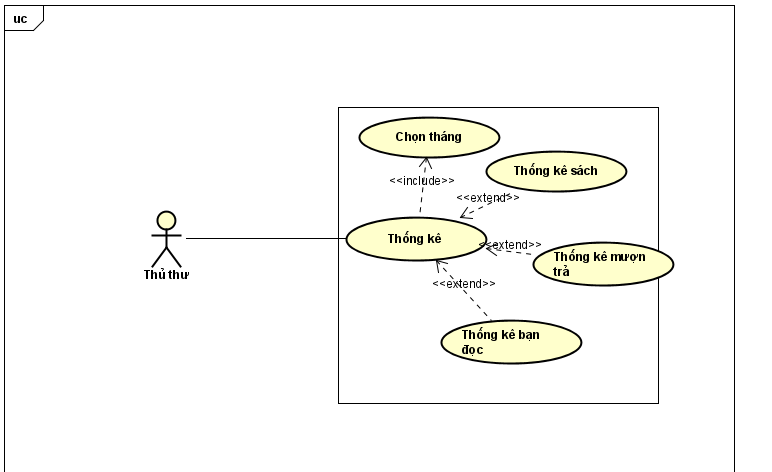 uc
Chọn tháng
<<include>>
Thống kê sách
<<extend>>
Thống kê
<<extend>>
Thống kê mượn
trả
Thủ thư
<<extend>>
Thống kê bạn
đọc